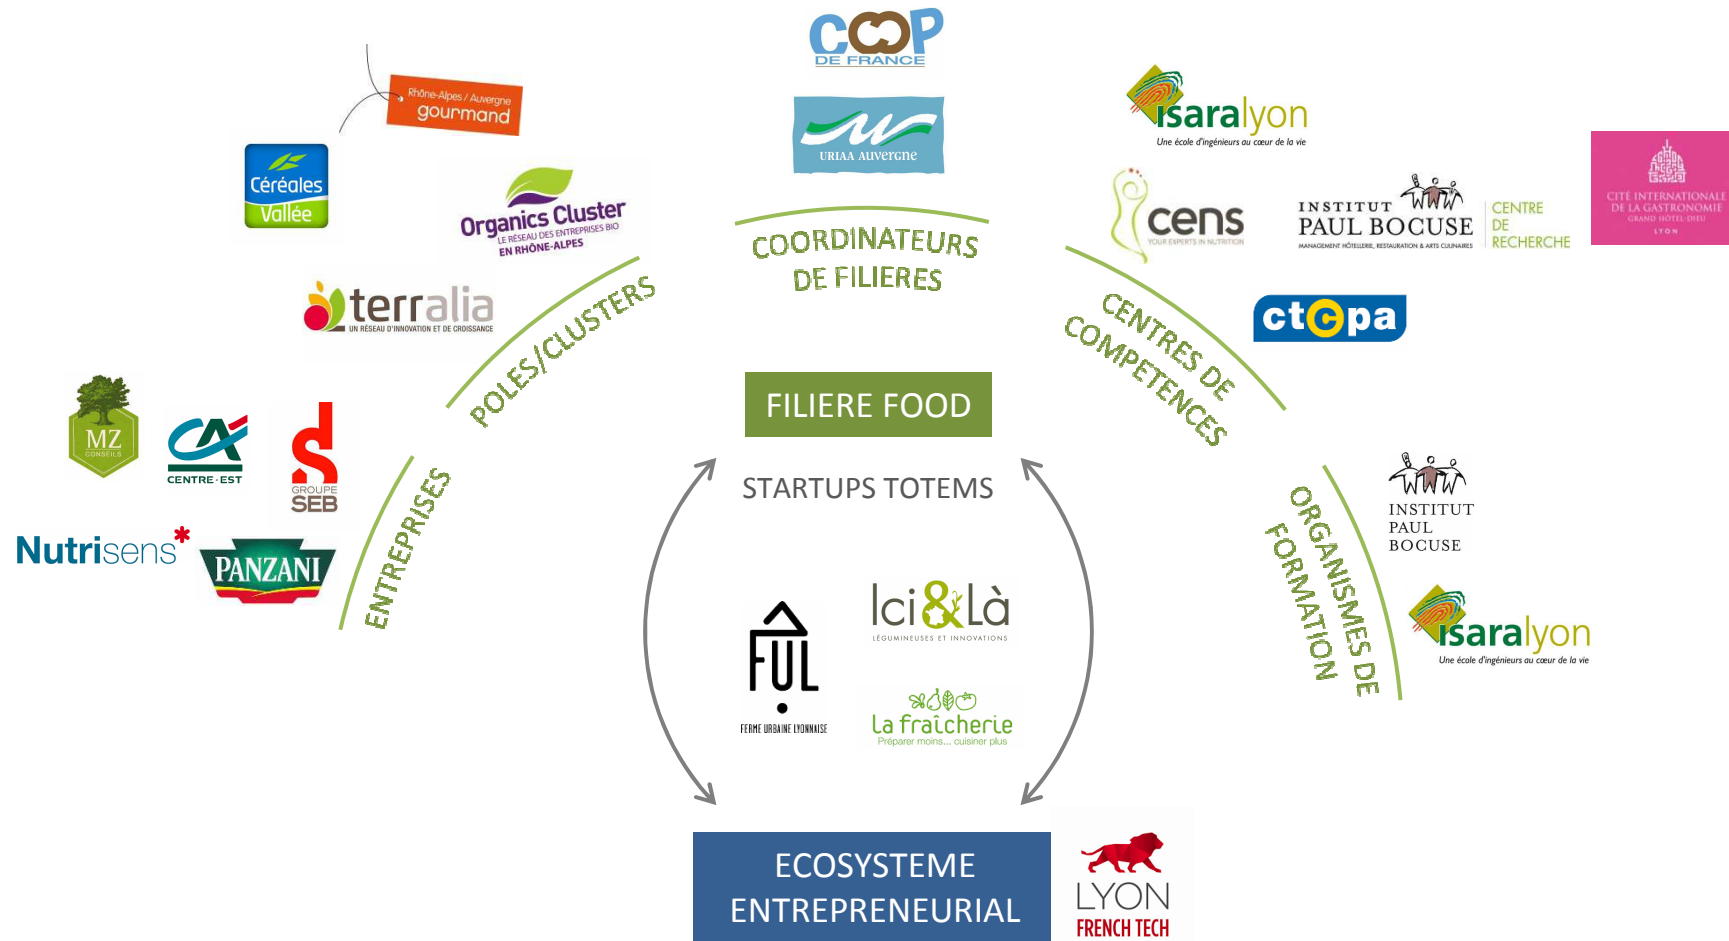 COOP
DE FRANCE
URIAA AUVERGNE
COORDINATEURS
DE FILIERES
Rhône-Alpes / Auvergne
gourmand
Céréales
Vallée
Organics Cluster
LE RÉSEAU DES ENTREPRISES BIO
EN RHÔNE-ALPES
terralia
UN RÉSEAU D'INNOVATION ET DE CROISSANCE
POLES/CLUSTERS
isaralyon
Une école d'ingénieurs au cœur de la vie
cens
YOUR EXPERTS IN NUTRITION
INSTITUT
PAUL BOCUSE
MANAGEMENT HÔTELLERIE, RESTAURATION & ARTS CULINAIRES
CENTRE
DE
RECHERCHE
CITÉ INTERNATIONALE
DE LA GASTRONOMIE
GRAND HÔTEL-DIEU
LYON
ctcpa
CENTRES DE
COMPETENCES
MZ
CONSEILS
CA
CENTRE-EST
GROUPE
SEB
Nutrisens*
PANZANI
ENTREPRISES
FILIERE FOOD
STARTUPS TOTEMS
FUL
FERME URBAINE LYONNAISE
Ici&Là
LÉGUMINEUSES ET INNOVATIONS
La fraîcherie
Préparer moins... cuisiner plus
ORGANISMES DE
FORMATION
INSTITUT
PAUL
BOCUSE
isaralyon
Une école d'ingénieurs au cœur de la vie
ECOSYSTEME
ENTREPRENEURIAL
LYON
FRENCH TECH